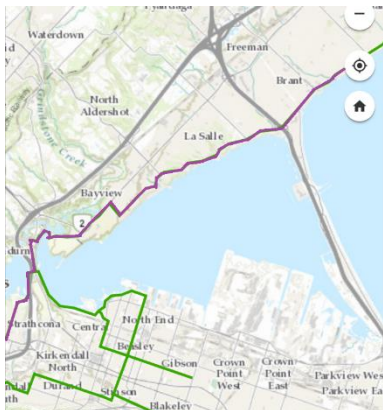 Waterdown
Freeman
Brant
North
Aldershot
Grindstone Creek
La Salle
Bayview
2
Strathcona
Central
North End
Beasley
Kirkendall
North
Gibson
Crown
Point
West
Crown
Point
East
Parkview West
Parkview East
Durand
Stinson
Blakeley